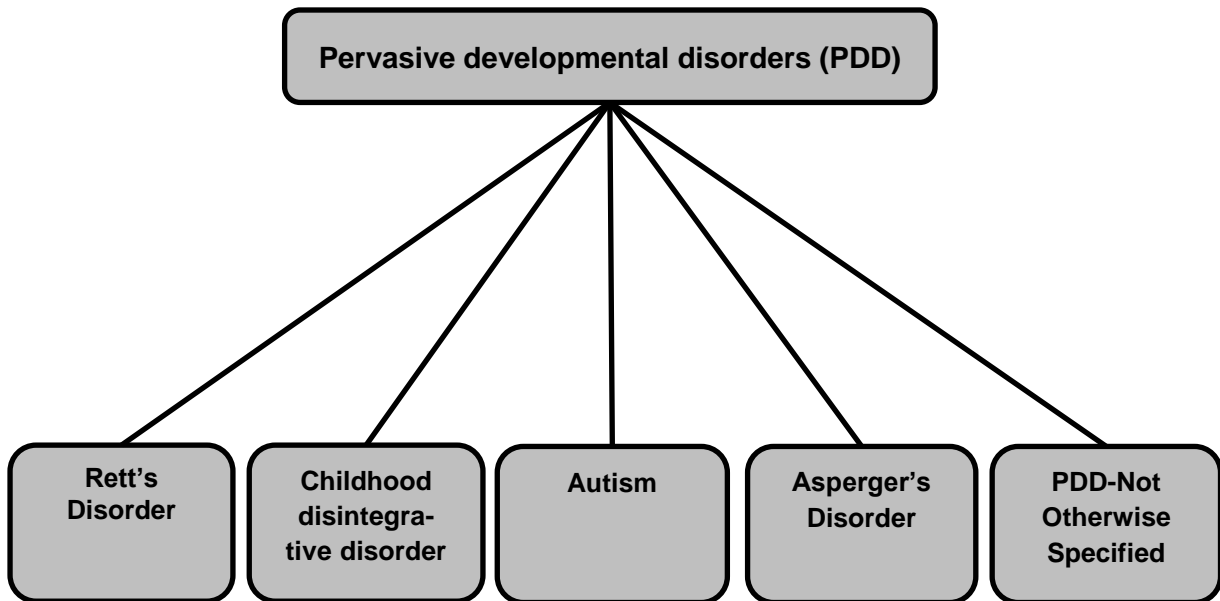 Pervasive developmental disorders (PDD)
Rett’s
Disorder
Childhood
disintegra-
tive disorder
Autism
Asperger’s
Disorder
PDD-Not
Otherwise
Specified